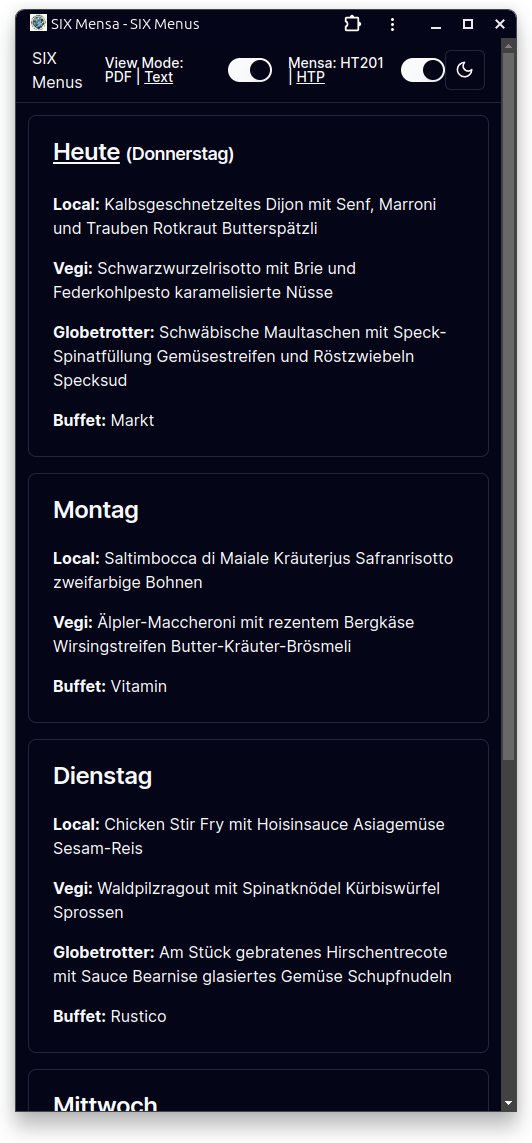 SIX Mensa - SIX Menus
SIX
Menus
View Mode:
PDF | Text
Mensa: HT201
| HTP
Heute (Donnerstag)
Local: Kalbsgeschnetzeltes Dijon mit Senf, Marroni
und Trauben Rotkraut Butterspätzli
Vegi: Schwarzwurzelrisotto mit Brie und
Federkohlpesto karamelisierte Nüsse
Globetrotter: Schwäbische Maultaschen mit Speck-
Spinatfüllung Gemüsestreifen und Röstzwiebeln
Specksud
Buffet: Markt
Montag
Local: Saltimbocca di Maiale Kräuterjus Safranrisotto
zweifarbige Bohnen
Vegi: Älpler-Maccheroni mit rezentem Bergkäse
Wirsingstreifen Butter-Kräuter-Brösmeli
Buffet: Vitamin
Dienstag
Local: Chicken Stir Fry mit Hoisinsauce Asiagemüse
Sesam-Reis
Vegi: Waldpilzragout mit Spinatknödel Kürbiswürfel
Sprossen
Globetrotter: Am Stück gebratenes Hirschentrecote
mit Sauce Bearnise glasiertes Gemüse Schupfnudeln
Buffet: Rustico
Mittwoch